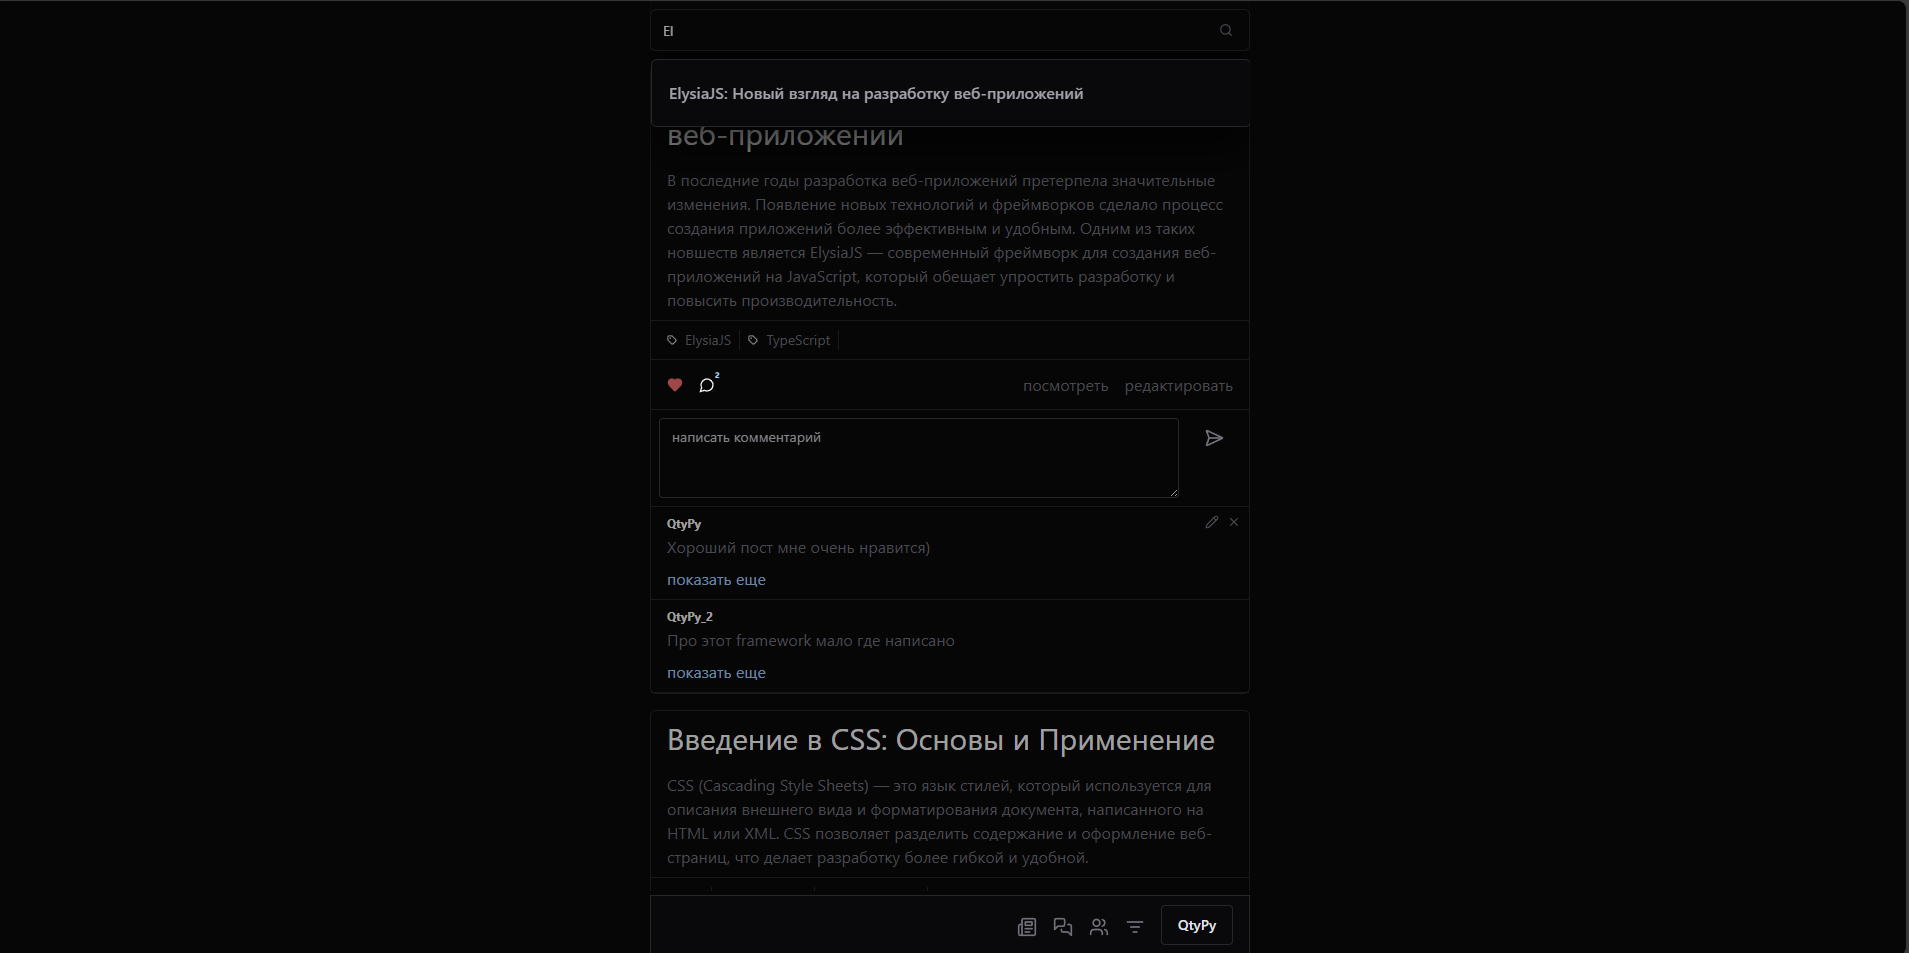 El
ElysiaJS: Новый взгляд на разработку веб-приложений
веб-приложений
В последние годы разработка веб-приложений претерпела значительные
изменения. Появление новых технологий и фреймворков сделало процесс
создания приложений более эффективным и удобным. Одним из таких
новшеств является ElysiaJS — современный фреймворк для создания веб-
приложений на JavaScript, который обещает упростить разработку и
повысить производительность.
ElysiaJS TypeScript
2
посмотреть редактировать
написать комментарий
QtyPy
Хороший пост мне очень нравится)
показать еще
QtyPy_2
Про этот framework мало где написано
показать еще
Введение в CSS: Основы и Применение
CSS (Cascading Style Sheets) — это язык стилей, который используется для
описания внешнего вида и форматирования документа, написанного на
HTML или XML. CSS позволяет разделить содержание и оформление веб-
страниц, что делает разработку более гибкой и удобной.
QtyPy